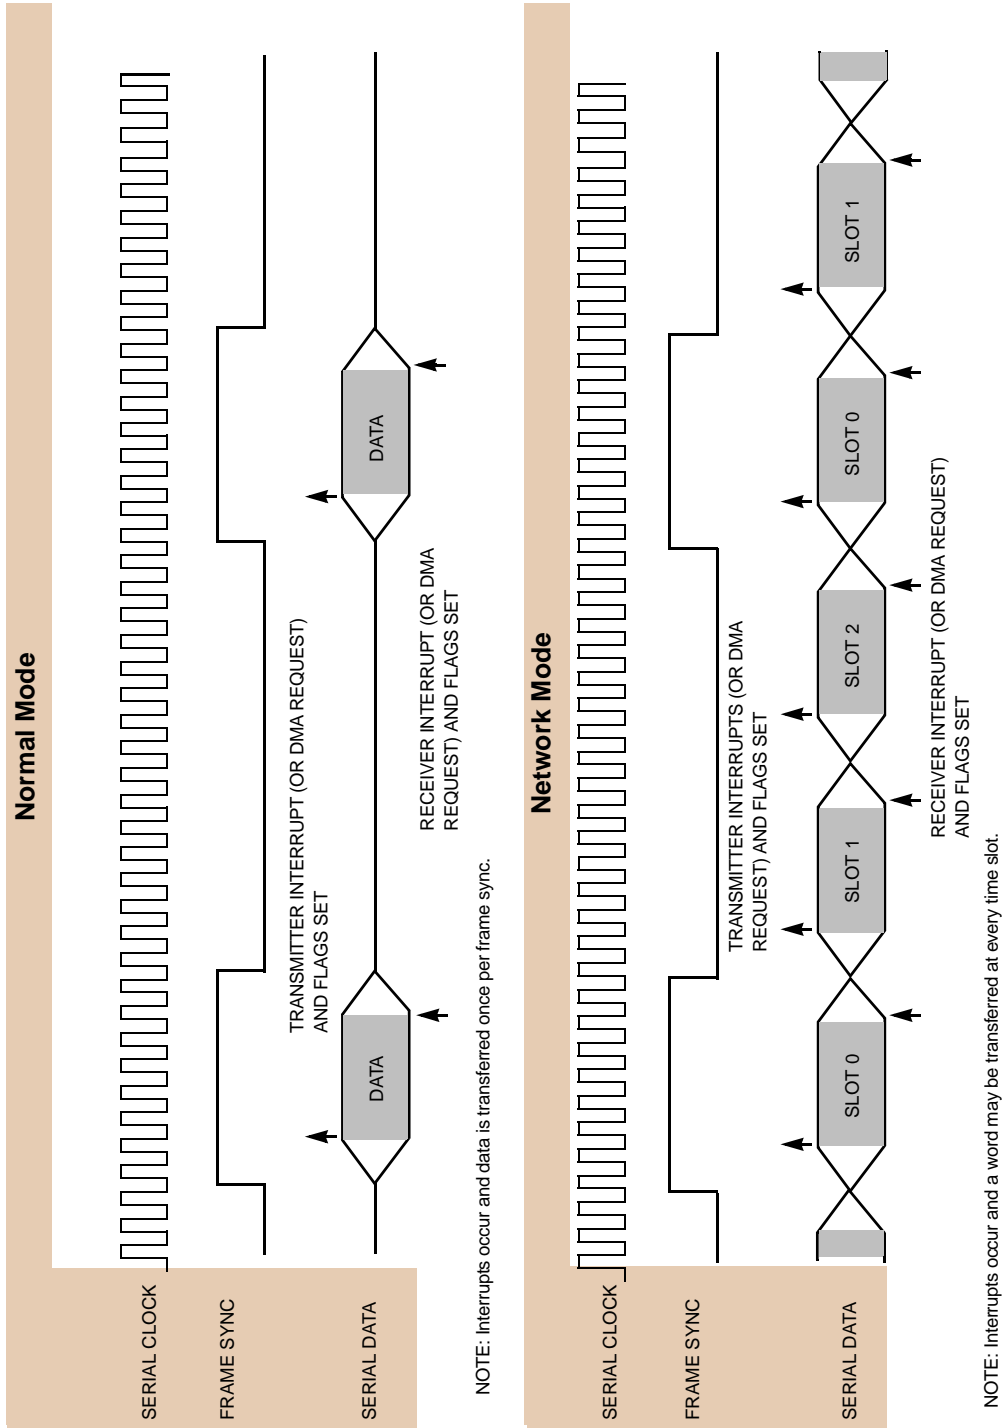 Normal Mode
SERIAL CLOCK
FRAME SYNC
TRANSMITTER INTERRUPT (OR DMA REQUEST)
AND FLAGS SET
SERIAL DATA
DATA
DATA
RECEIVER INTERRUPT (OR DMA
REQUEST) AND FLAGS SET
NOTE: Interrupts occur and data is transferred once per frame sync.
Network Mode
SERIAL CLOCK
FRAME SYNC
TRANSMITTER INTERRUPTS (OR DMA
REQUEST) AND FLAGS SET
SERIAL DATA
SLOT 0
SLOT 1
SLOT 2
SLOT 0
SLOT 1
RECEIVER INTERRUPT (OR DMA REQUEST)
AND FLAGS SET
NOTE: Interrupts occur and a word may be transferred at every time slot.